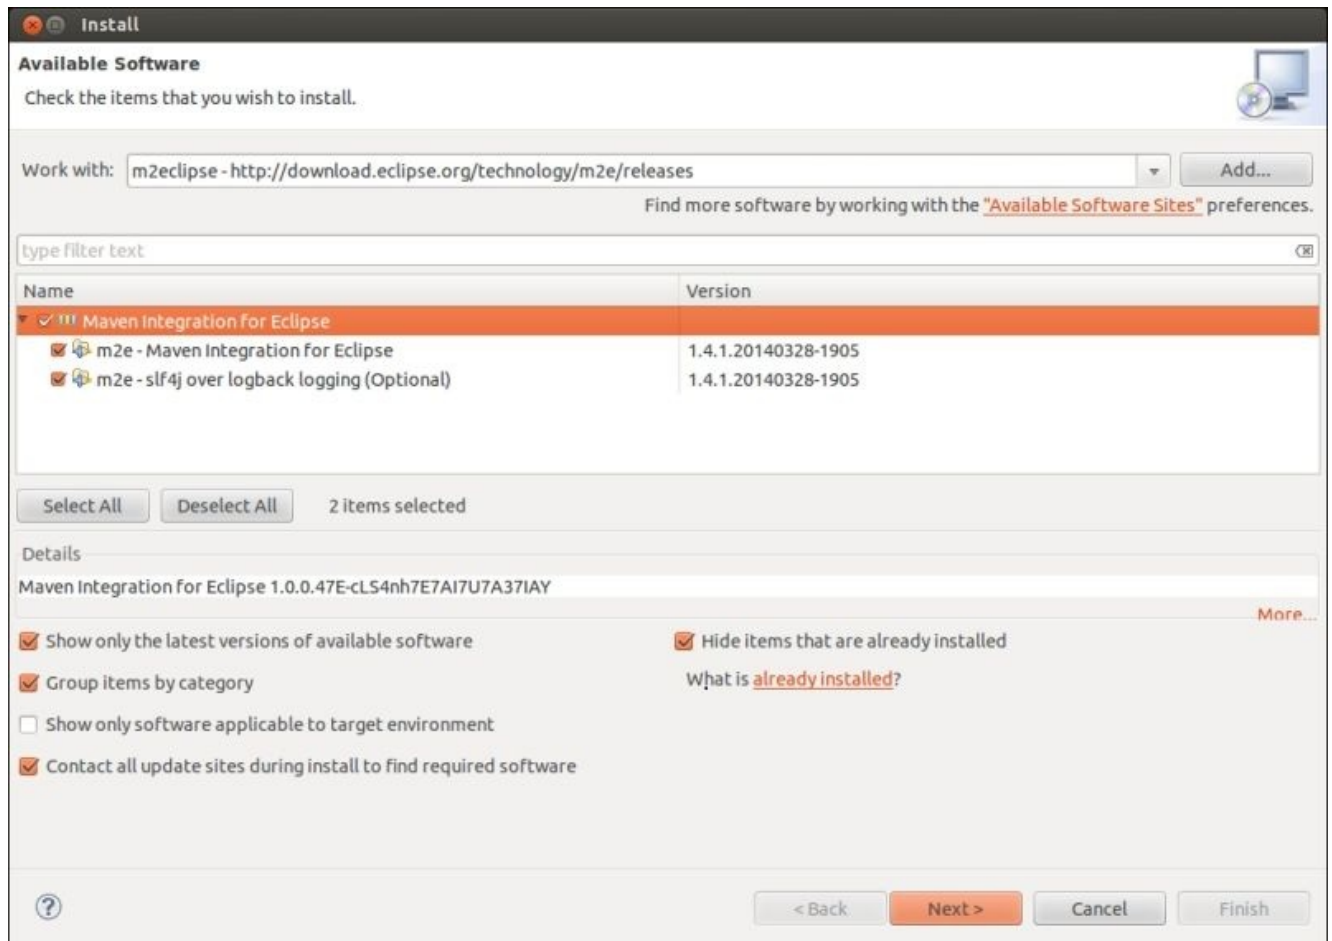 Install
Available Software
Check the items that you wish to install.
Work with: m2eclipse - http://download.eclipse.org/technology/m2e/releases Add...
Find more software by working with the "Available Software Sites" preferences.
type filter text
Name Version
Maven Integration for Eclipse
m2e - Maven Integration for Eclipse 1.4.1.20140328-1905
m2e - slf4j over logback logging (Optional) 1.4.1.20140328-1905
Select All Deselect All 2 items selected
Details
Maven Integration for Eclipse 1.0.0.47E-cLS4nh7E7AI7U7A37IAY
More...
Show only the latest versions of available software Hide items that are already installed
Group items by category What is already installed?
Show only software applicable to target environment
Contact all update sites during install to find required software
? < Back Next > Cancel Finish